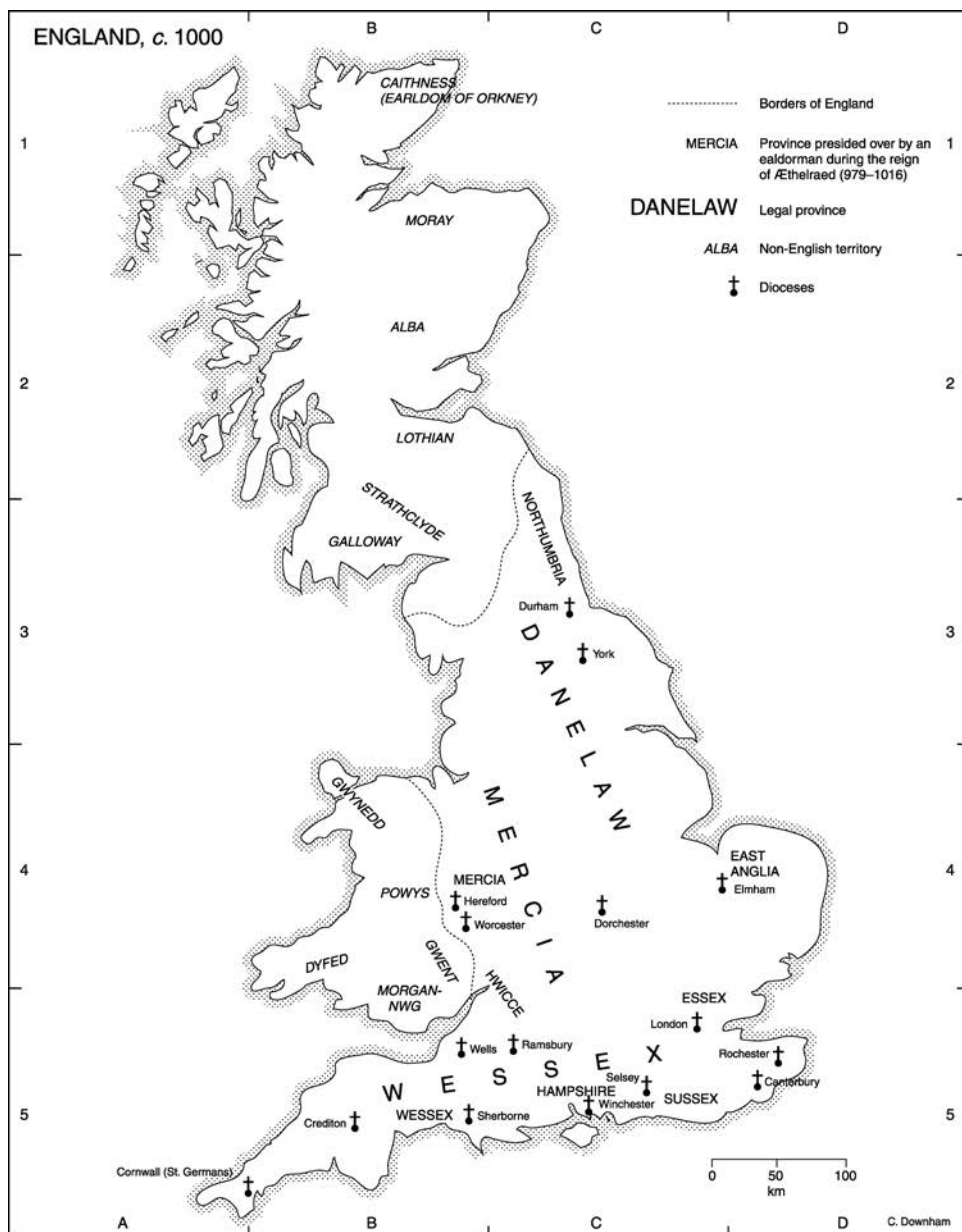 B
C
D
ENGLAND, c. 1000
CAITHNESS
(EARLDOM OF ORKNEY)
Borders of England
1
MERCIA
Province presided over by an
ealdorman during the reign
of Æthelraed (979–1016)
1
DANELAW
Legal province
MORAY
ALBA
Non-English territory
Dioceses
ALBA
2
2
LOTHIAN
STRATHCLYDE
GALLOWAY
NORTHUMBRIA
Durham
3
3
York
DANELAW
GWYNEDD
MERCIA
EAST
ANGLIA
4
4
MERCIA
Elmham
POWYS
Hereford
Worcester
Dorchester
DYFED
GWENT
HWICCE
MORGAN-
NWG
ESSEX
London
Wells
Ramsbury
Rochester
WESSEX
Selsey
Canterbury
HAMPSHIRE
SUSSEX
Winchester
5
WESSEX
Sherborne
5
Crediton
Cornwall (St. Germans)
0 50 100
km
A
B
C
D
C. Downham